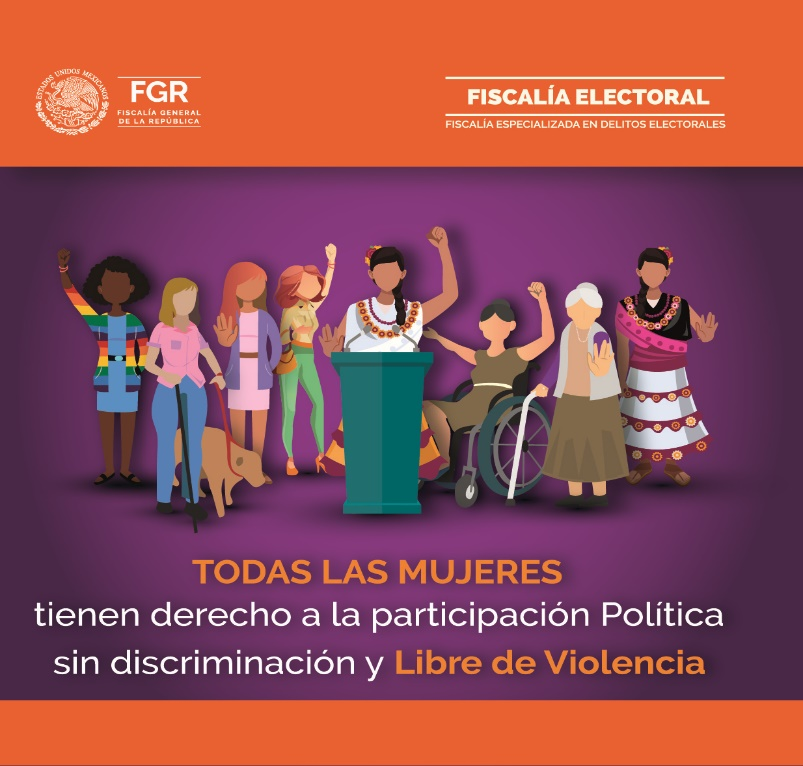 ESTADOS UNIDOS MEXICANOS
FGR
FISCALÍA GENERAL
DE LA REPÚBLICA
FISCALÍA ELECTORAL
FISCALÍA ESPECIALIZADA EN DELITOS ELECTORALES
TODAS LAS MUJERES
tienen derecho a la participación Política
sin discriminación y Libre de Violencia